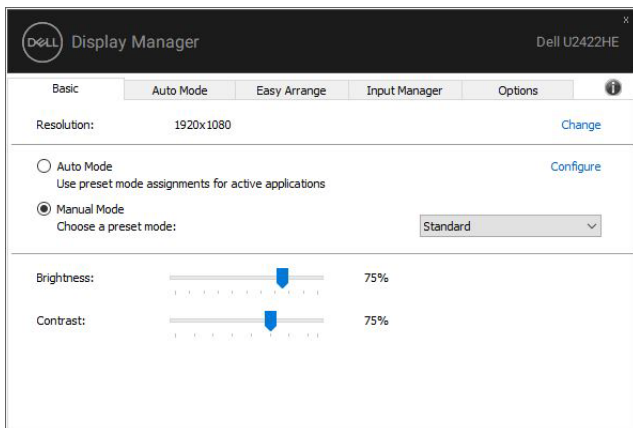 DELL Display Manager Dell U2422HE
x
Basic Auto Mode Easy Arrange Input Manager Options i
Resolution: 1920x1080 Change
Auto Mode Configure
Use preset mode assignments for active applications
Manual Mode
Choose a preset mode: Standard
Brightness: 75%
Contrast: 75%